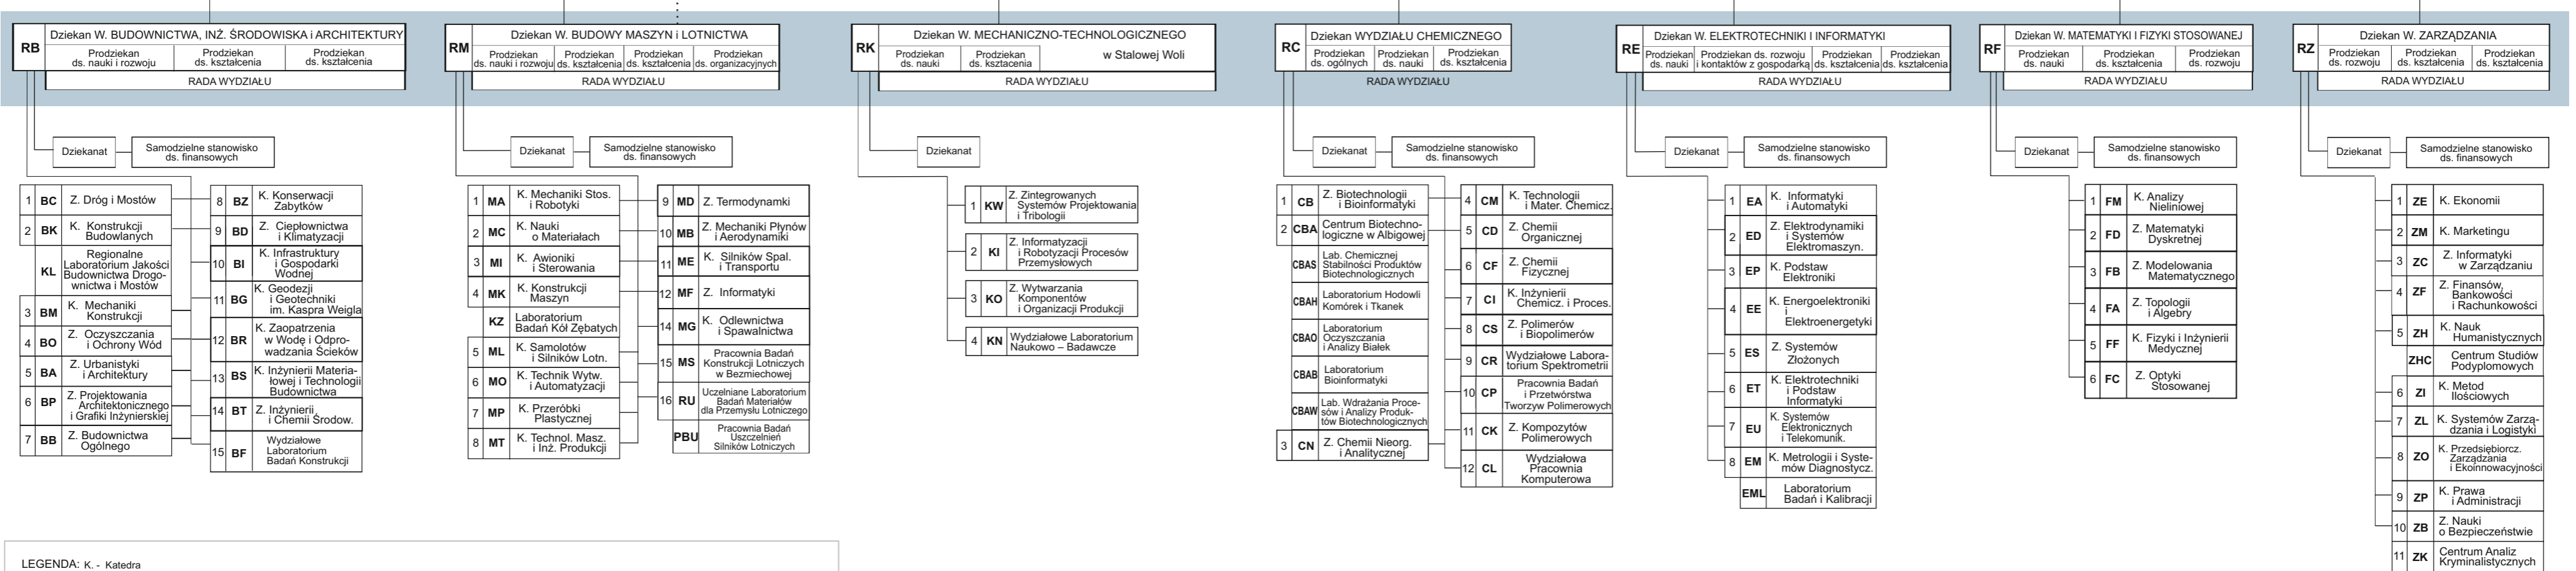 RB
Dziekan W. BUDOWNICTWA, INŻ. ŚRODOWISKA i ARCHITEKTURY
Prodziekan
ds. nauki i rozwoju
Prodziekan
ds. kształcenia
Prodziekan
ds. kształcenia
RADA WYDZIAŁU
Dziekanat
Samodzielne stanowisko
ds. finansowych
1 BC Z. Dróg i Mostów
2 BK K. Konstrukcji
Budowlanych
KL Regionalne
Laboratorium Jakości
Budownictwa Drogo-
wnictwa i Mostów
3 BM K. Mechaniki
Konstrukcji
4 BO Z. Oczyszczania
i Ochrony Wód
5 BA Z. Urbanistyki
i Architektury
6 BP Z. Projektowania
Architektonicznego
i Grafiki Inżynierskiej
7 BB Z. Budownictwa
Ogólnego
8 BZ K. Konserwacji
Zabytków
9 BD Z. Ciepłownictwa
i Klimatyzacji
10 BI K. Infrastruktury
i Gospodarki
Wodnej
11 BG K. Geodezji
i Geotechniki
im. Kaspra Weigla
12 BR K. Zaopatrzenia
w Wodę i Odpro-
wadzania Ścieków
13 BS K. Inżynierii Materia-
łowej i Technologii
Budownictwa
14 BT Z. Inżynierii
i Chemii Środow.
15 BF Wydziałowe
Laboratorium
Badań Konstrukcji
RM
Dziekan W. BUDOWY MASZYN i LOTNICTWA
Prodziekan
ds. nauki i rozwoju
Prodziekan
ds. kształcenia
Prodziekan
ds. kształcenia
Prodziekan
ds. organizacyjnych
RADA WYDZIAŁU
Dziekanat
Samodzielne stanowisko
ds. finansowych
1 MA K. Mechaniki Stos.
i Robotyki
2 MC K. Nauki
o Materiałach
3 MI K. Awioniki
i Sterowania
4 MK K. Konstrukcji
Maszyn
KZ Laboratorium
Badań Kół Zębatych
5 ML K. Samolotów
i Silników Lotn.
6 MO K. Technik Wytw.
i Automatyzacji
7 MP K. Przeróbki
Plastycznej
8 MT K. Technol. Masz.
i Inż. Produkcji
9 MD Z. Termodynamki
10 MB Z. Mechaniki Płynów
i Aerodynamiki
11 ME K. Silników Spal.
i Transportu
12 MF Z. Informatyki
14 MG K. Odlewnictwa
i Spawalnictwa
15 MS Pracownia Badań
Konstrukcji Lotniczych
w Bezmiechowej
16 RU Uczelniane Laboratorium
Badań Materiałów
dla Przemysłu Lotniczego
PBU Pracownia Badań
Uszczelnień
Silników Lotniczych
RK
Dziekan W. MECHANICZNO-TECHNOLOGICZNEGO
Prodziekan
ds. nauki
Prodziekan
ds. kształcenia
w Stalowej Woli
RADA WYDZIAŁU
Dziekanat
1 KW Z. Zintegrowanych
Systemów Projektowania
i Tribologii
2 KI Z. Informatyzacji
i Robotyzacji Procesów
Przemysłowych
3 KO Z. Wytwarzania
Komponentów
i Organizacji Produkcji
4 KN Wydziałowe Laboratorium
Naukowo – Badawcze
RC
Dziekan WYDZIAŁU CHEMICZNEGO
Prodziekan
ds. ogólnych
Prodziekan
ds. nauki
Prodziekan
ds. kształcenia
RADA WYDZIAŁU
Dziekanat
Samodzielne stanowisko
ds. finansowych
1 CB Z. Biotechnologii
i Bioinformatyki
2 CBA Centrum Biotechno-
logiczne w Albigowej
CBAS Lab. Chemicznej
Stabilności Produktów
Biotechnologicznych
CBAH Laboratorium Hodowli
Komórek i Tkanek
CBAO Laboratorium
Oczyszczania
i Analizy Białek
CBAB Laboratorium
Bioinformatyki
CBAW Lab. Wdrażania Proce-
sów i Analizy Produk-
tów Biotechnologicznych
3 CN Z. Chemii Nieorg.
i Analitycznej
4 CM K. Technologii
i Mater. Chemicz.
5 CD Z. Chemii
Organicznej
6 CF Z. Chemii
Fizycznej
7 CI K. Inżynierii
Chemicz. i Proces.
8 CS Z. Polimerów
i Biopolimerów
9 CR Wydziałowe Labora-
torium Spektrometrii
10 CP Pracownia Badań
i Przetwórstwa
Tworzyw Polimerowych
11 CK Z. Kompozytów
Polimerowych
12 CL Wydziałowa
Pracownia
Komputerowa
RE
Dziekan W. ELEKTROTECHNIKI I INFORMATYKI
Prodziekan
ds. nauki
Prodziekan ds. rozwoju
i kontaktów z gospodarką
Prodziekan
ds. kształcenia
Prodziekan
ds. kształcenia
RADA WYDZIAŁU
Dziekanat
Samodzielne stanowisko
ds. finansowych
1 EA K. Informatyki
i Automatyki
2 ED Z. Elektrodynamiki
i Systemów
Elektromaszyn.
3 EP K. Podstaw
Elektroniki
4 EE K. Energoelektroniki
i
Elektroenergetyki
5 ES Z. Systemów
Złożonych
6 ET K. Elektrotechniki
i Podstaw
Informatyki
7 EU K. Systemów
Elektronicznych
i Telekomunik.
8 EM K. Metrologii i Syste-
mów Diagnostycz.
EML Laboratorium
Badań i Kalibracji
RF
Dziekan W. MATEMATYKI I FIZYKI STOSOWANEJ
Prodziekan
ds. nauki
Prodziekan
ds. kształcenia
Prodziekan
ds. rozwoju
RADA WYDZIAŁU
Dziekanat
Samodzielne stanowisko
ds. finansowych
1 FM K. Analizy
Nieliniowej
2 FD Z. Matematyki
Dyskretnej
3 FB Z. Modelowania
Matematycznego
4 FA Z. Topologii
i Algebry
5 FF K. Fizyki i Inżynierii
Medycznej
6 FC Z. Optyki
Stosowanej
RZ
Dziekan W. ZARZĄDZANIA
Prodziekan
ds. rozwoju
Prodziekan
ds. nauki
Prodziekan
ds. kształcenia
RADA WYDZIAŁU
Dziekanat
Samodzielne stanowisko
ds. finansowych
1 ZE K. Ekonomii
2 ZM K. Marketingu
3 ZC Z. Informatyki
w Zarządzaniu
4 ZF Z. Finansów,
Bankowości
i Rachunkowości
5 ZH K. Nauk
Humanistycznych
ZHC Centrum Studiów
Podyplomowych
6 ZI K. Metod
Ilościowych
7 ZL K. Systemów Zarzą-
dzania i Logistyki
8 ZO K. Przedsiębiorcz.
Zarządzania
i Ekoinnowacyjności
9 ZP K. Prawa
i Administracji
10 ZB Z. Nauki
o Bezpieczeństwie
11 ZK Centrum Analiz
Kryminalistycznych
LEGENDA: K. - Katedra